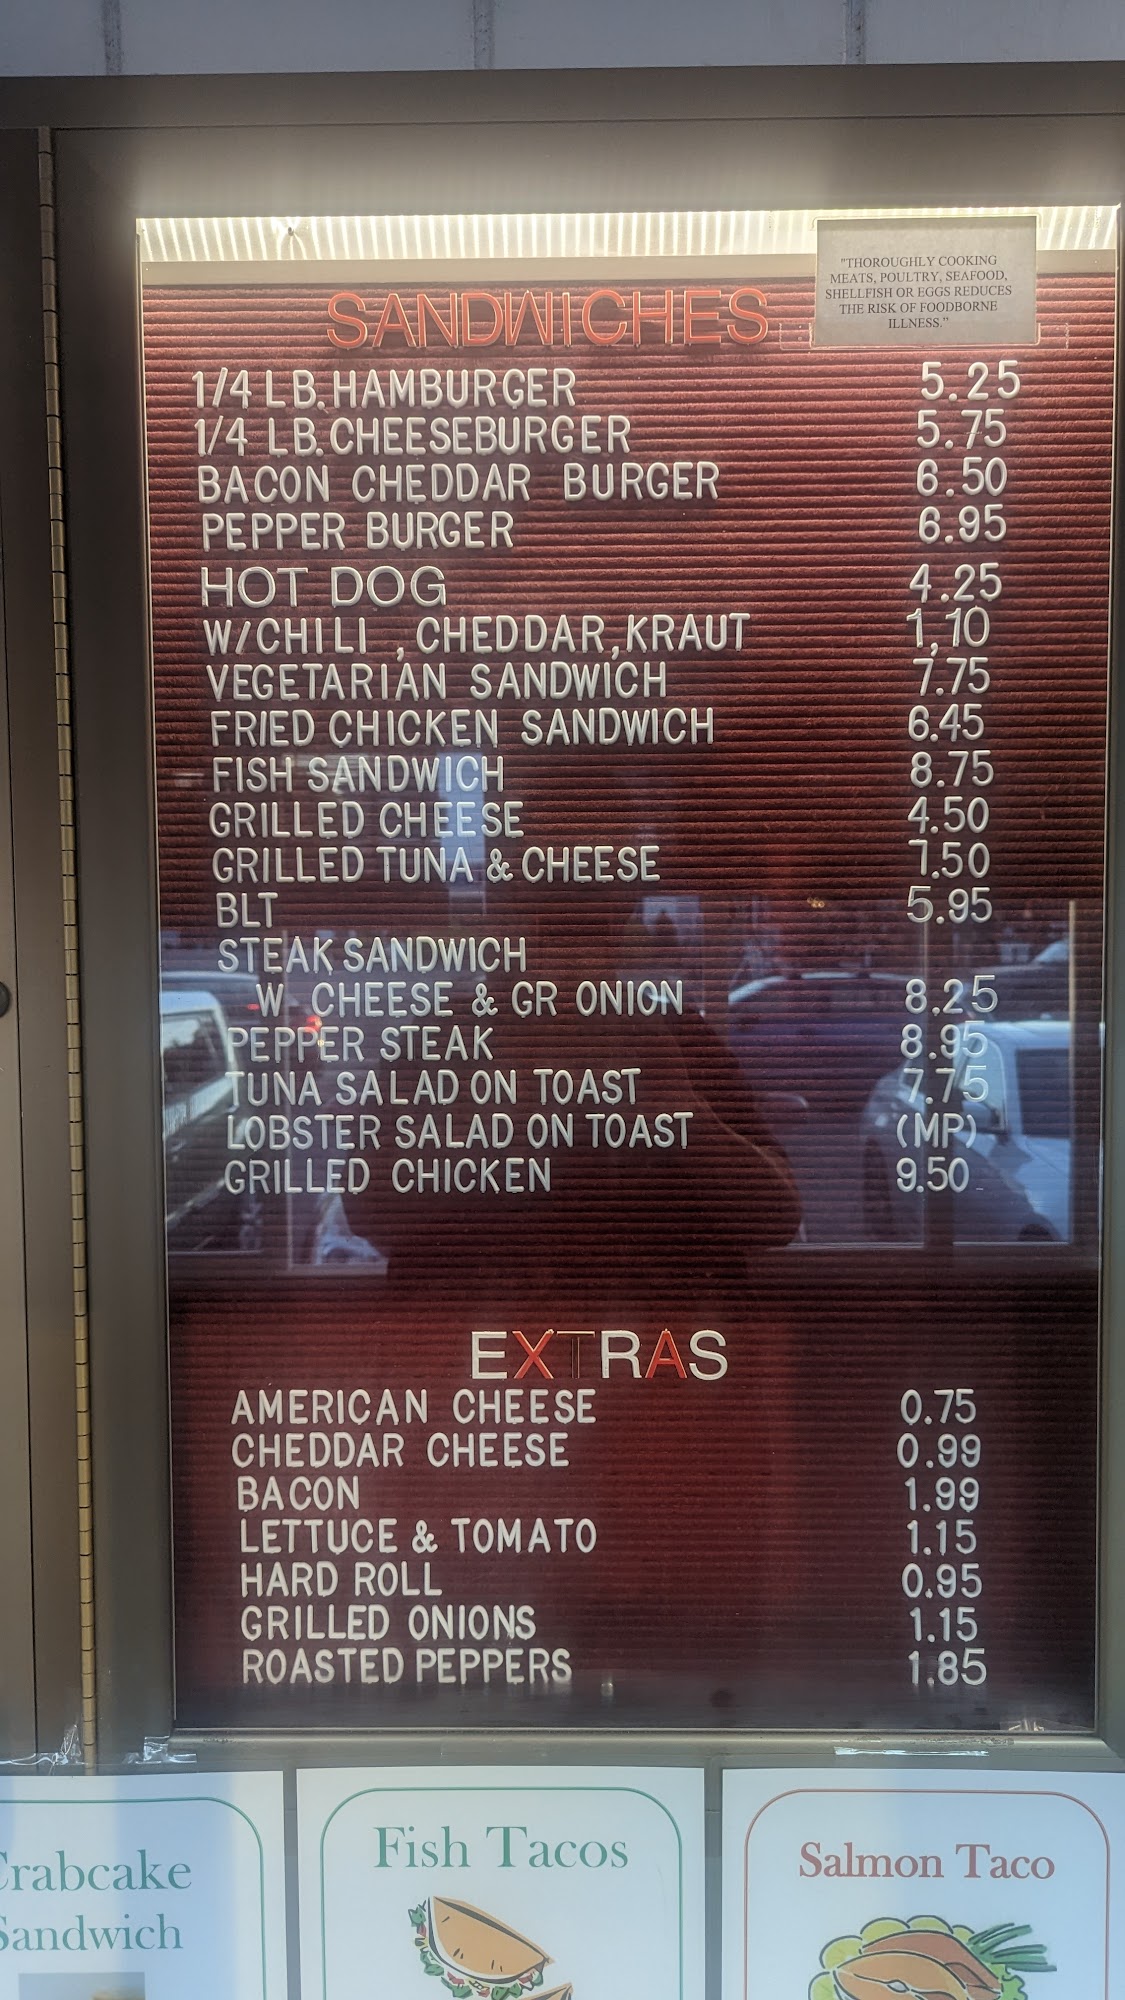 "THOROUGHLY COOKING
MEATS, POULTRY, SEAFOOD,
SHELLFISH OR EGGS REDUCES
THE RISK OF FOODBORNE
ILLNESS."
SANDWICHES
1/4 LB. HAMBURGER 5.25
1/4 LB. CHEESEBURGER 5.75
BACON CHEDDAR BURGER 6.50
PEPPER BURGER 6.95
HOT DOG 4.25
W/CHILI , CHEDDAR, KRAUT 1,10
VEGETARIAN SANDWICH 7.75
FRIED CHICKEN SANDWICH 6.45
FISH SANDWICH 8.75
GRILLED CHEESE 4.50
GRILLED TUNA & CHEESE 7.50
BLT 5.95
STEAK SANDWICH
W CHEESE & GR ONION 8.25
PEPPER STEAK 8.95
TUNA SALAD ON TOAST 7.75
LOBSTER SALAD ON TOAST (MP)
GRILLED CHICKEN 9.50
EXTRAS
AMERICAN CHEESE 0.75
CHEDDAR CHEESE 0.99
BACON 1.99
LETTUCE & TOMATO 1.15
HARD ROLL 0.95
GRILLED ONIONS 1.15
ROASTED PEPPERS 1.85
Crabcake
Sandwich
Fish Tacos
Salmon Taco